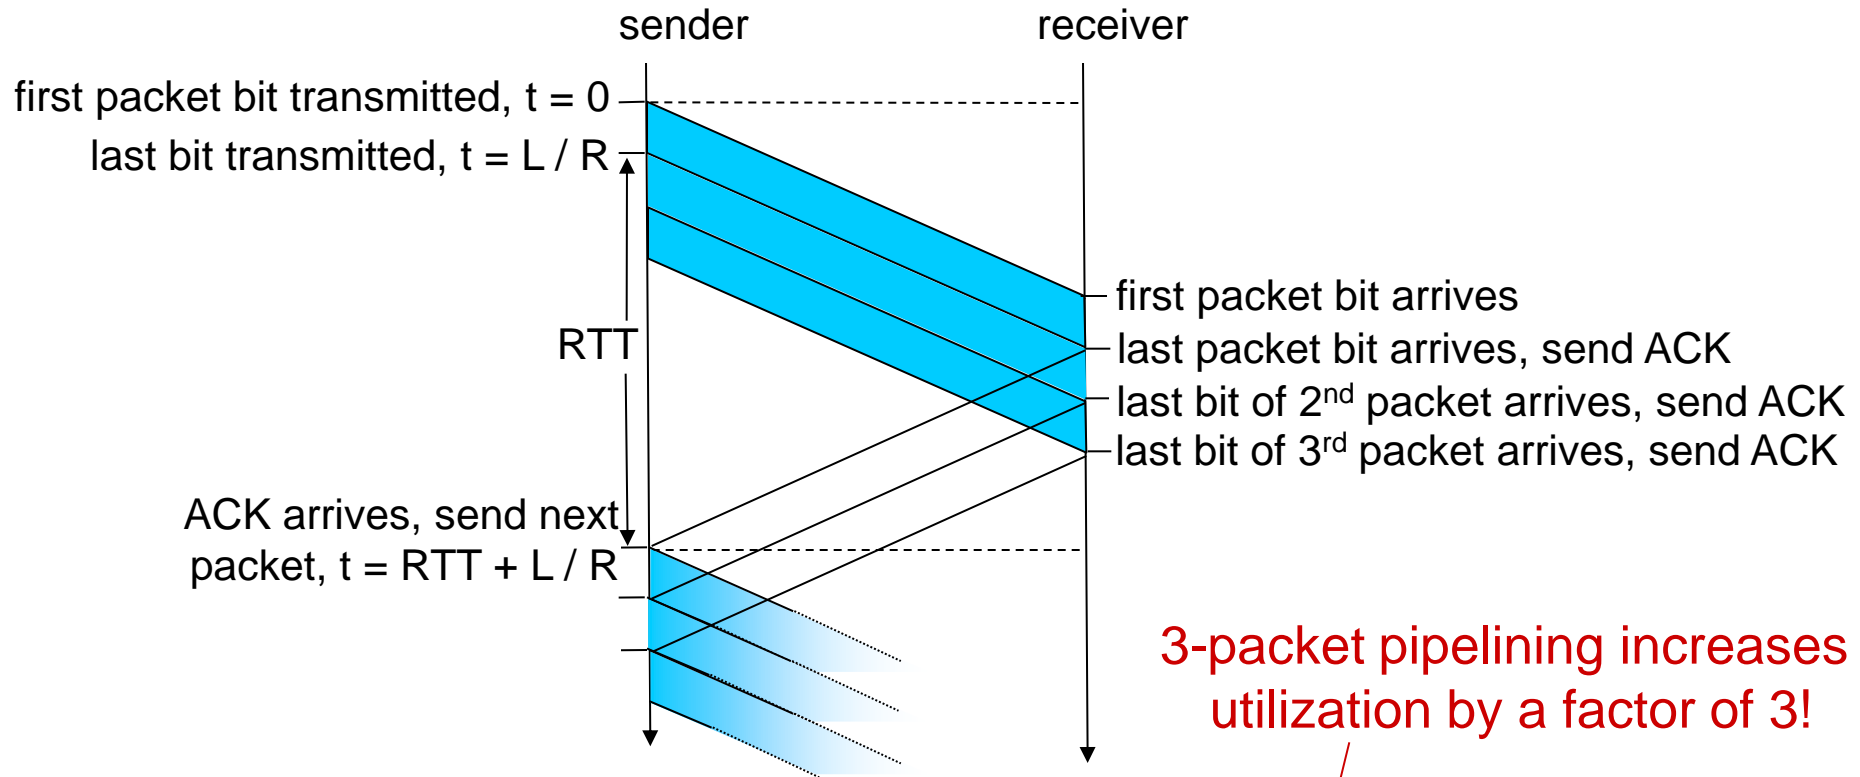 sender
receiver
first packet bit transmitted, t = 0
last bit transmitted, t = L / R
RTT
first packet bit arrives
last packet bit arrives, send ACK
last bit of 2nd packet arrives, send ACK
last bit of 3rd packet arrives, send ACK
ACK arrives, send next
packet, t = RTT + L / R
3-packet pipelining increases
utilization by a factor of 3!